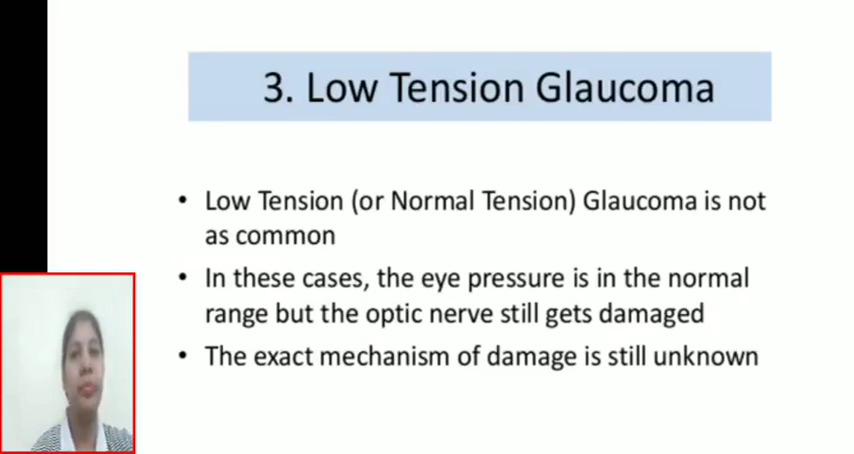 3. Low Tension Glaucoma
• Low Tension (or Normal Tension) Glaucoma is not
as common
• In these cases, the eye pressure is in the normal
range but the optic nerve still gets damaged
• The exact mechanism of damage is still unknown